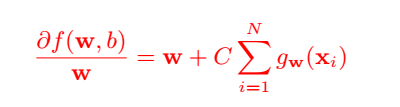 ∂f(𝐰, b)/𝐰 = 𝐰 + C ∑_{i=1}^{N} g_𝐰(𝐱_i)